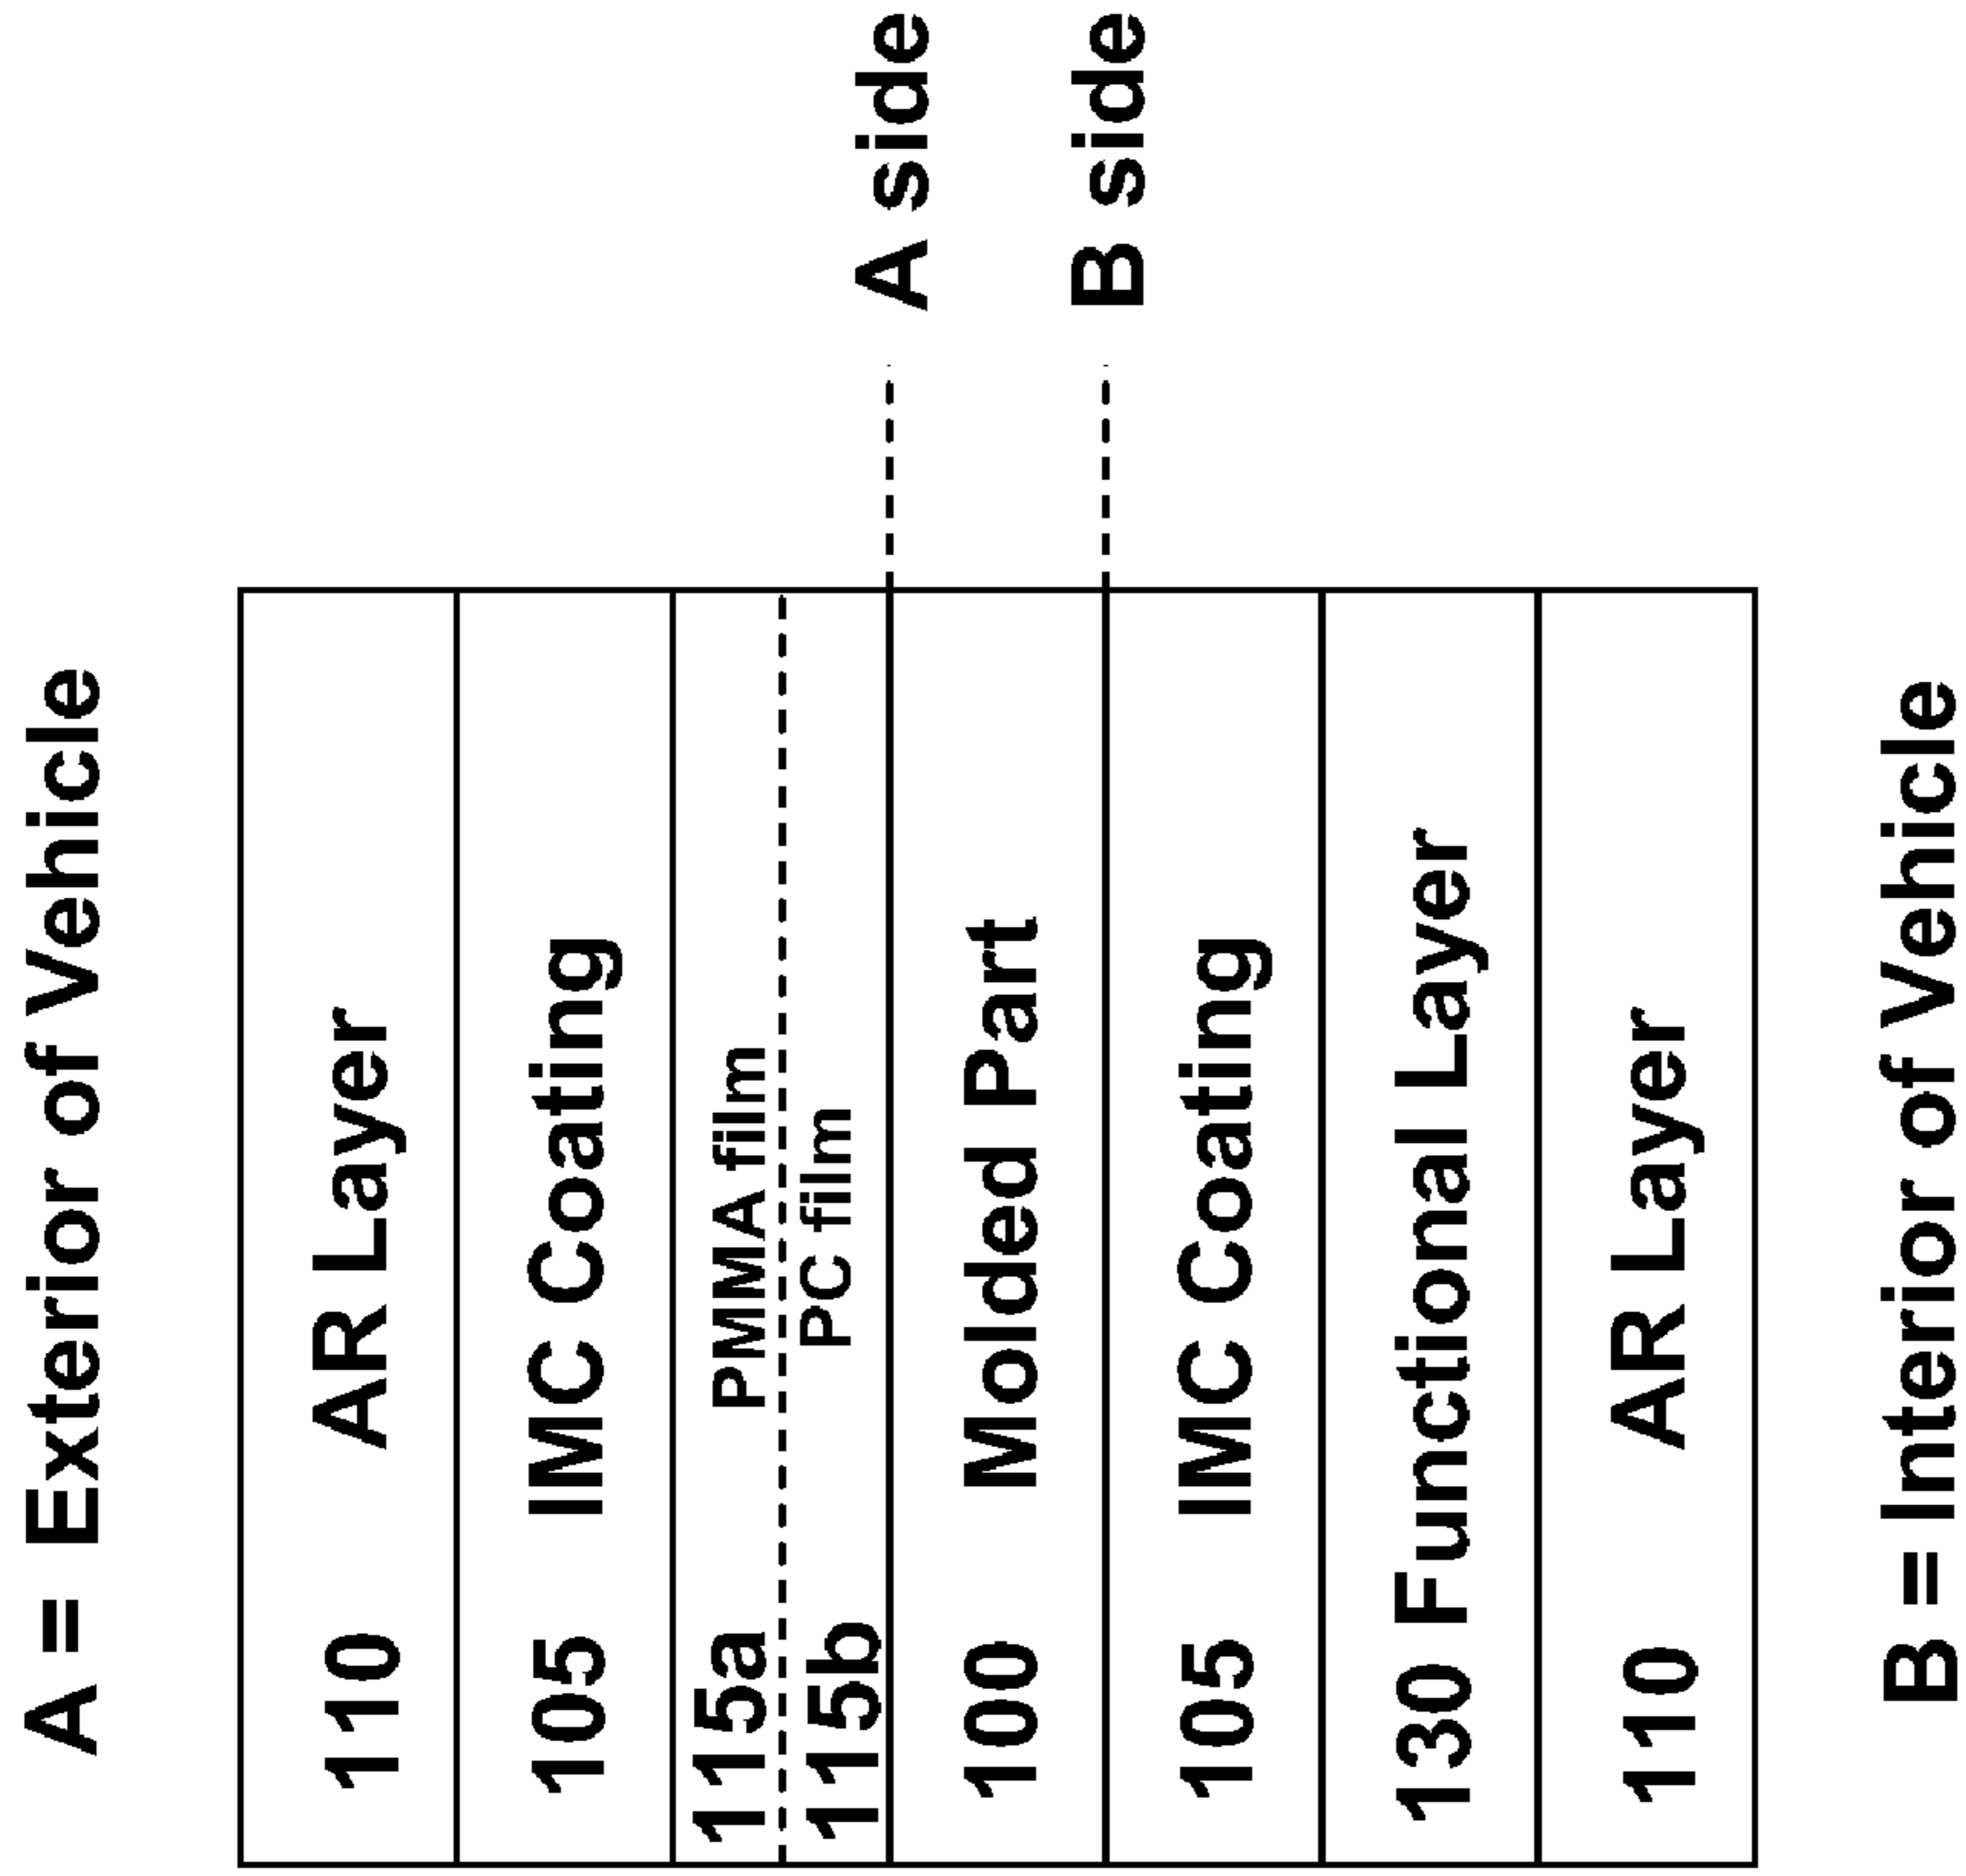 A = Exterior of Vehicle
110 AR Layer
105 IMC Coating
115a PMMA film
115b PC film
A side
100 Molded Part
B side
105 IMC Coating
130 Functional Layer
110 AR Layer
B = Interior of Vehicle